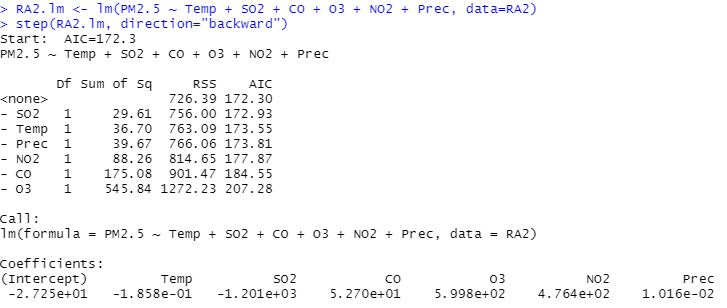 > RA2.lm <- lm(PM2.5 ~ Temp + SO2 + CO + O3 + NO2 + Prec, data=RA2)
> step(RA2.lm, direction="backward")
Start:  AIC=172.3
PM2.5 ~ Temp + SO2 + CO + O3 + NO2 + Prec

       Df Sum of Sq     RSS    AIC
<none>               726.39 172.30
- SO2   1     29.61  756.00 172.93
- Temp  1     36.70  763.09 173.55
- Prec  1     39.67  766.06 173.81
- NO2   1     88.26  814.65 177.87
- CO    1    175.08  901.47 184.55
- O3    1    545.84 1272.23 207.28

Call:
lm(formula = PM2.5 ~ Temp + SO2 + CO + O3 + NO2 + Prec, data = RA2)

Coefficients:
(Intercept)         Temp          SO2           CO           O3          NO2         Prec
 -2.725e+01   -1.858e-01   -1.201e+03    5.270e+01    5.998e+02    4.764e+02    1.016e-02